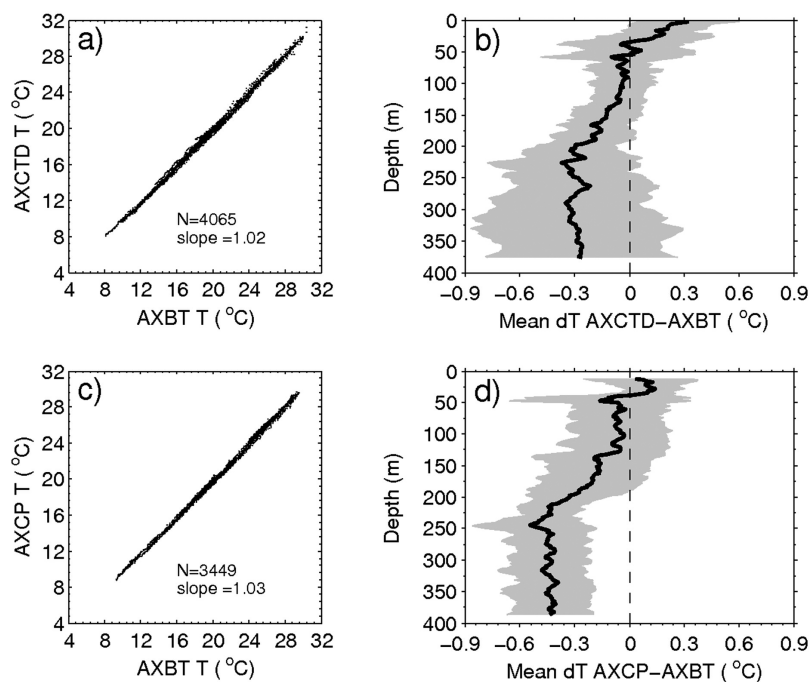 a)
32
28
24
20
16
12
8
4
AXCTD T ( °C)
N=4065
slope =1.02
4 8 12 16 20 24 28 32
AXBT T ( °C)
b)
0
50
100
150
200
250
300
350
400
Depth (m)
−0.9 −0.6 −0.3 0 0.3 0.6 0.9
Mean dT AXCTD−AXBT ( °C)
c)
32
28
24
20
16
12
8
4
AXCP T ( °C)
N=3449
slope =1.03
4 8 12 16 20 24 28 32
AXBT T ( °C)
d)
0
50
100
150
200
250
300
350
400
Depth (m)
−0.9 −0.6 −0.3 0 0.3 0.6 0.9
Mean dT AXCP−AXBT ( °C)